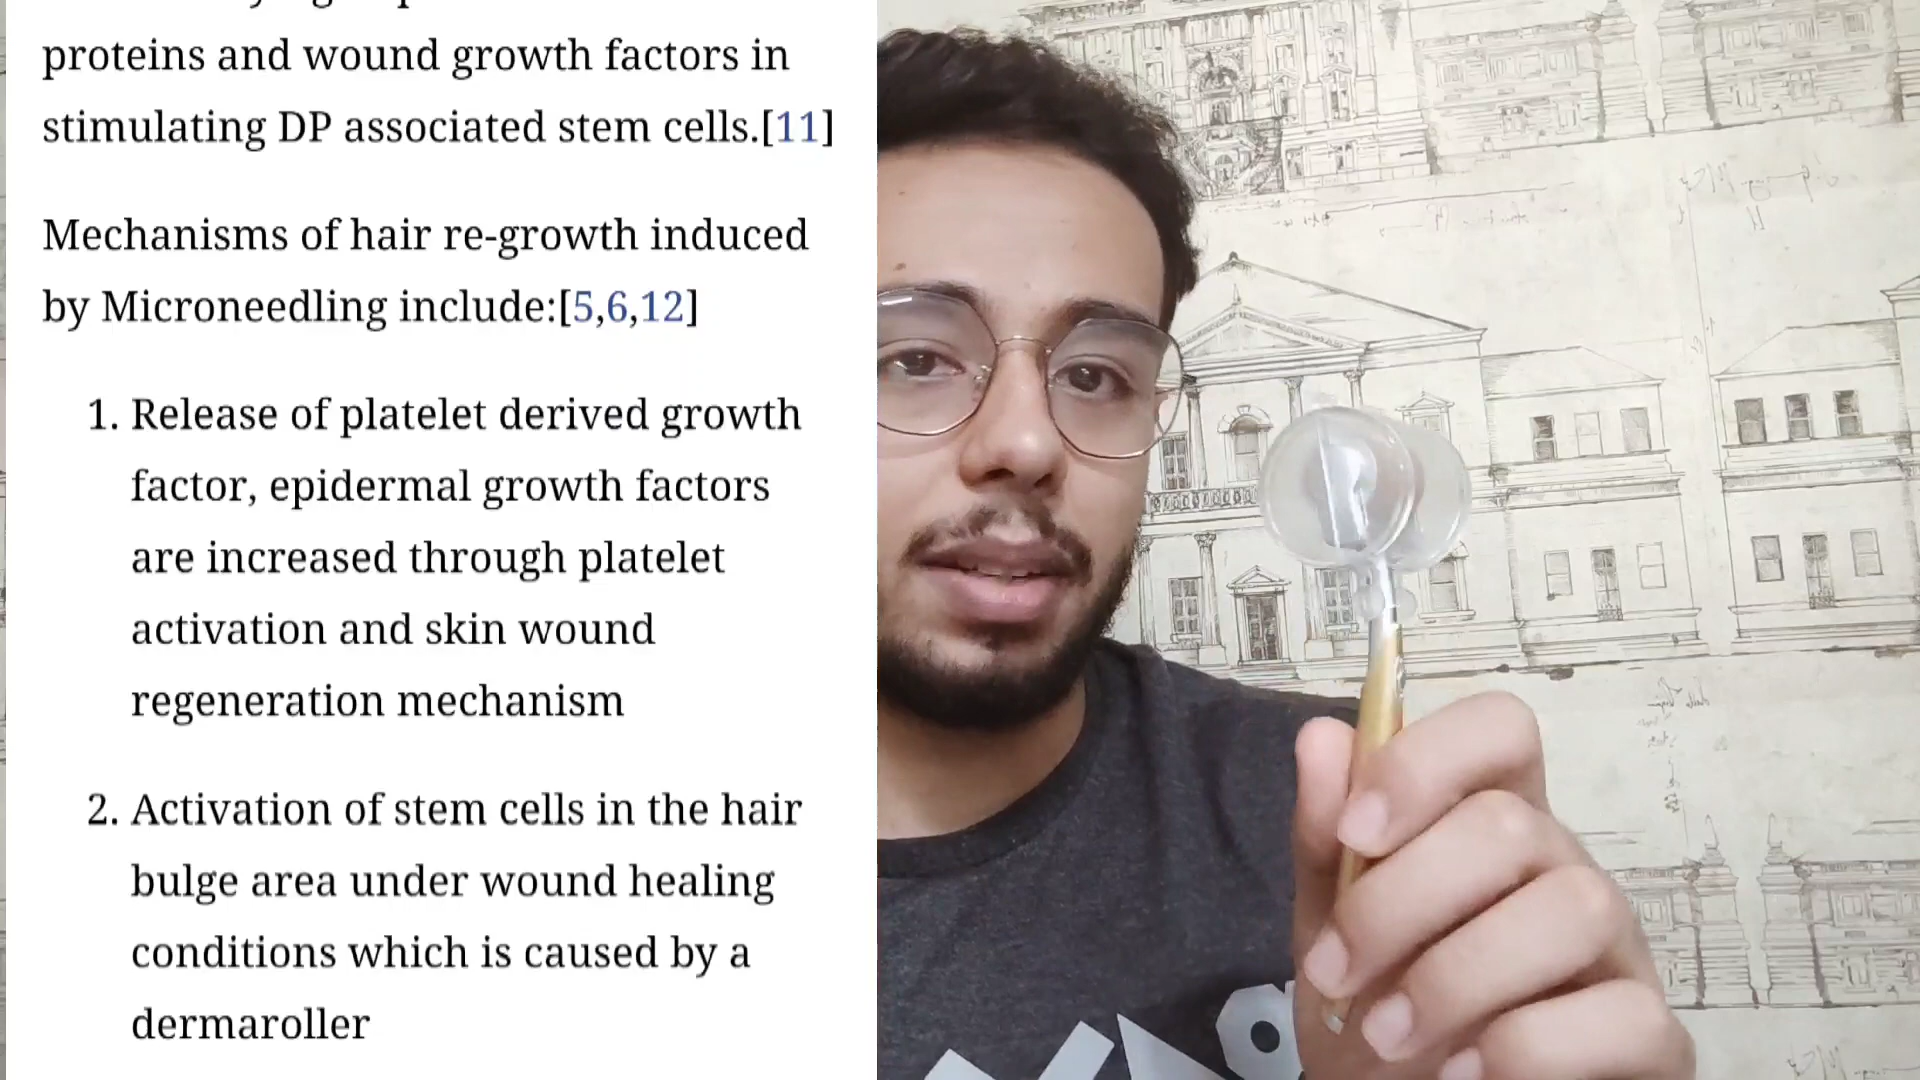 proteins and wound growth factors in
stimulating DP associated stem cells.[11]
Mechanisms of hair re-growth induced
by Microneedling include:[5,6,12]
1. Release of platelet derived growth
factor, epidermal growth factors
are increased through platelet
activation and skin wound
regeneration mechanism
2. Activation of stem cells in the hair
bulge area under wound healing
conditions which is caused by a
dermaroller